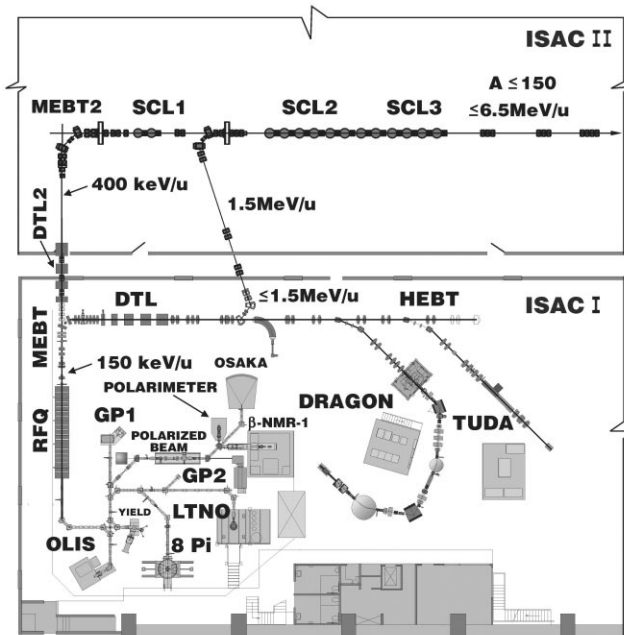 ISAC II
A ≤150
≤6.5MeV/u
MEBT2
SCL1
SCL2
SCL3
400 keV/u
1.5MeV/u
DTL2
DTL
≤1.5MeV/u
HEBT
ISAC I
MEBT
150 keV/u
OSAKA
POLARIMETER
RFQ
GP1
β-NMR-1
DRAGON
TUDA
POLARIZED
BEAM
GP2
LTNO
YIELD
OLIS
8 Pi